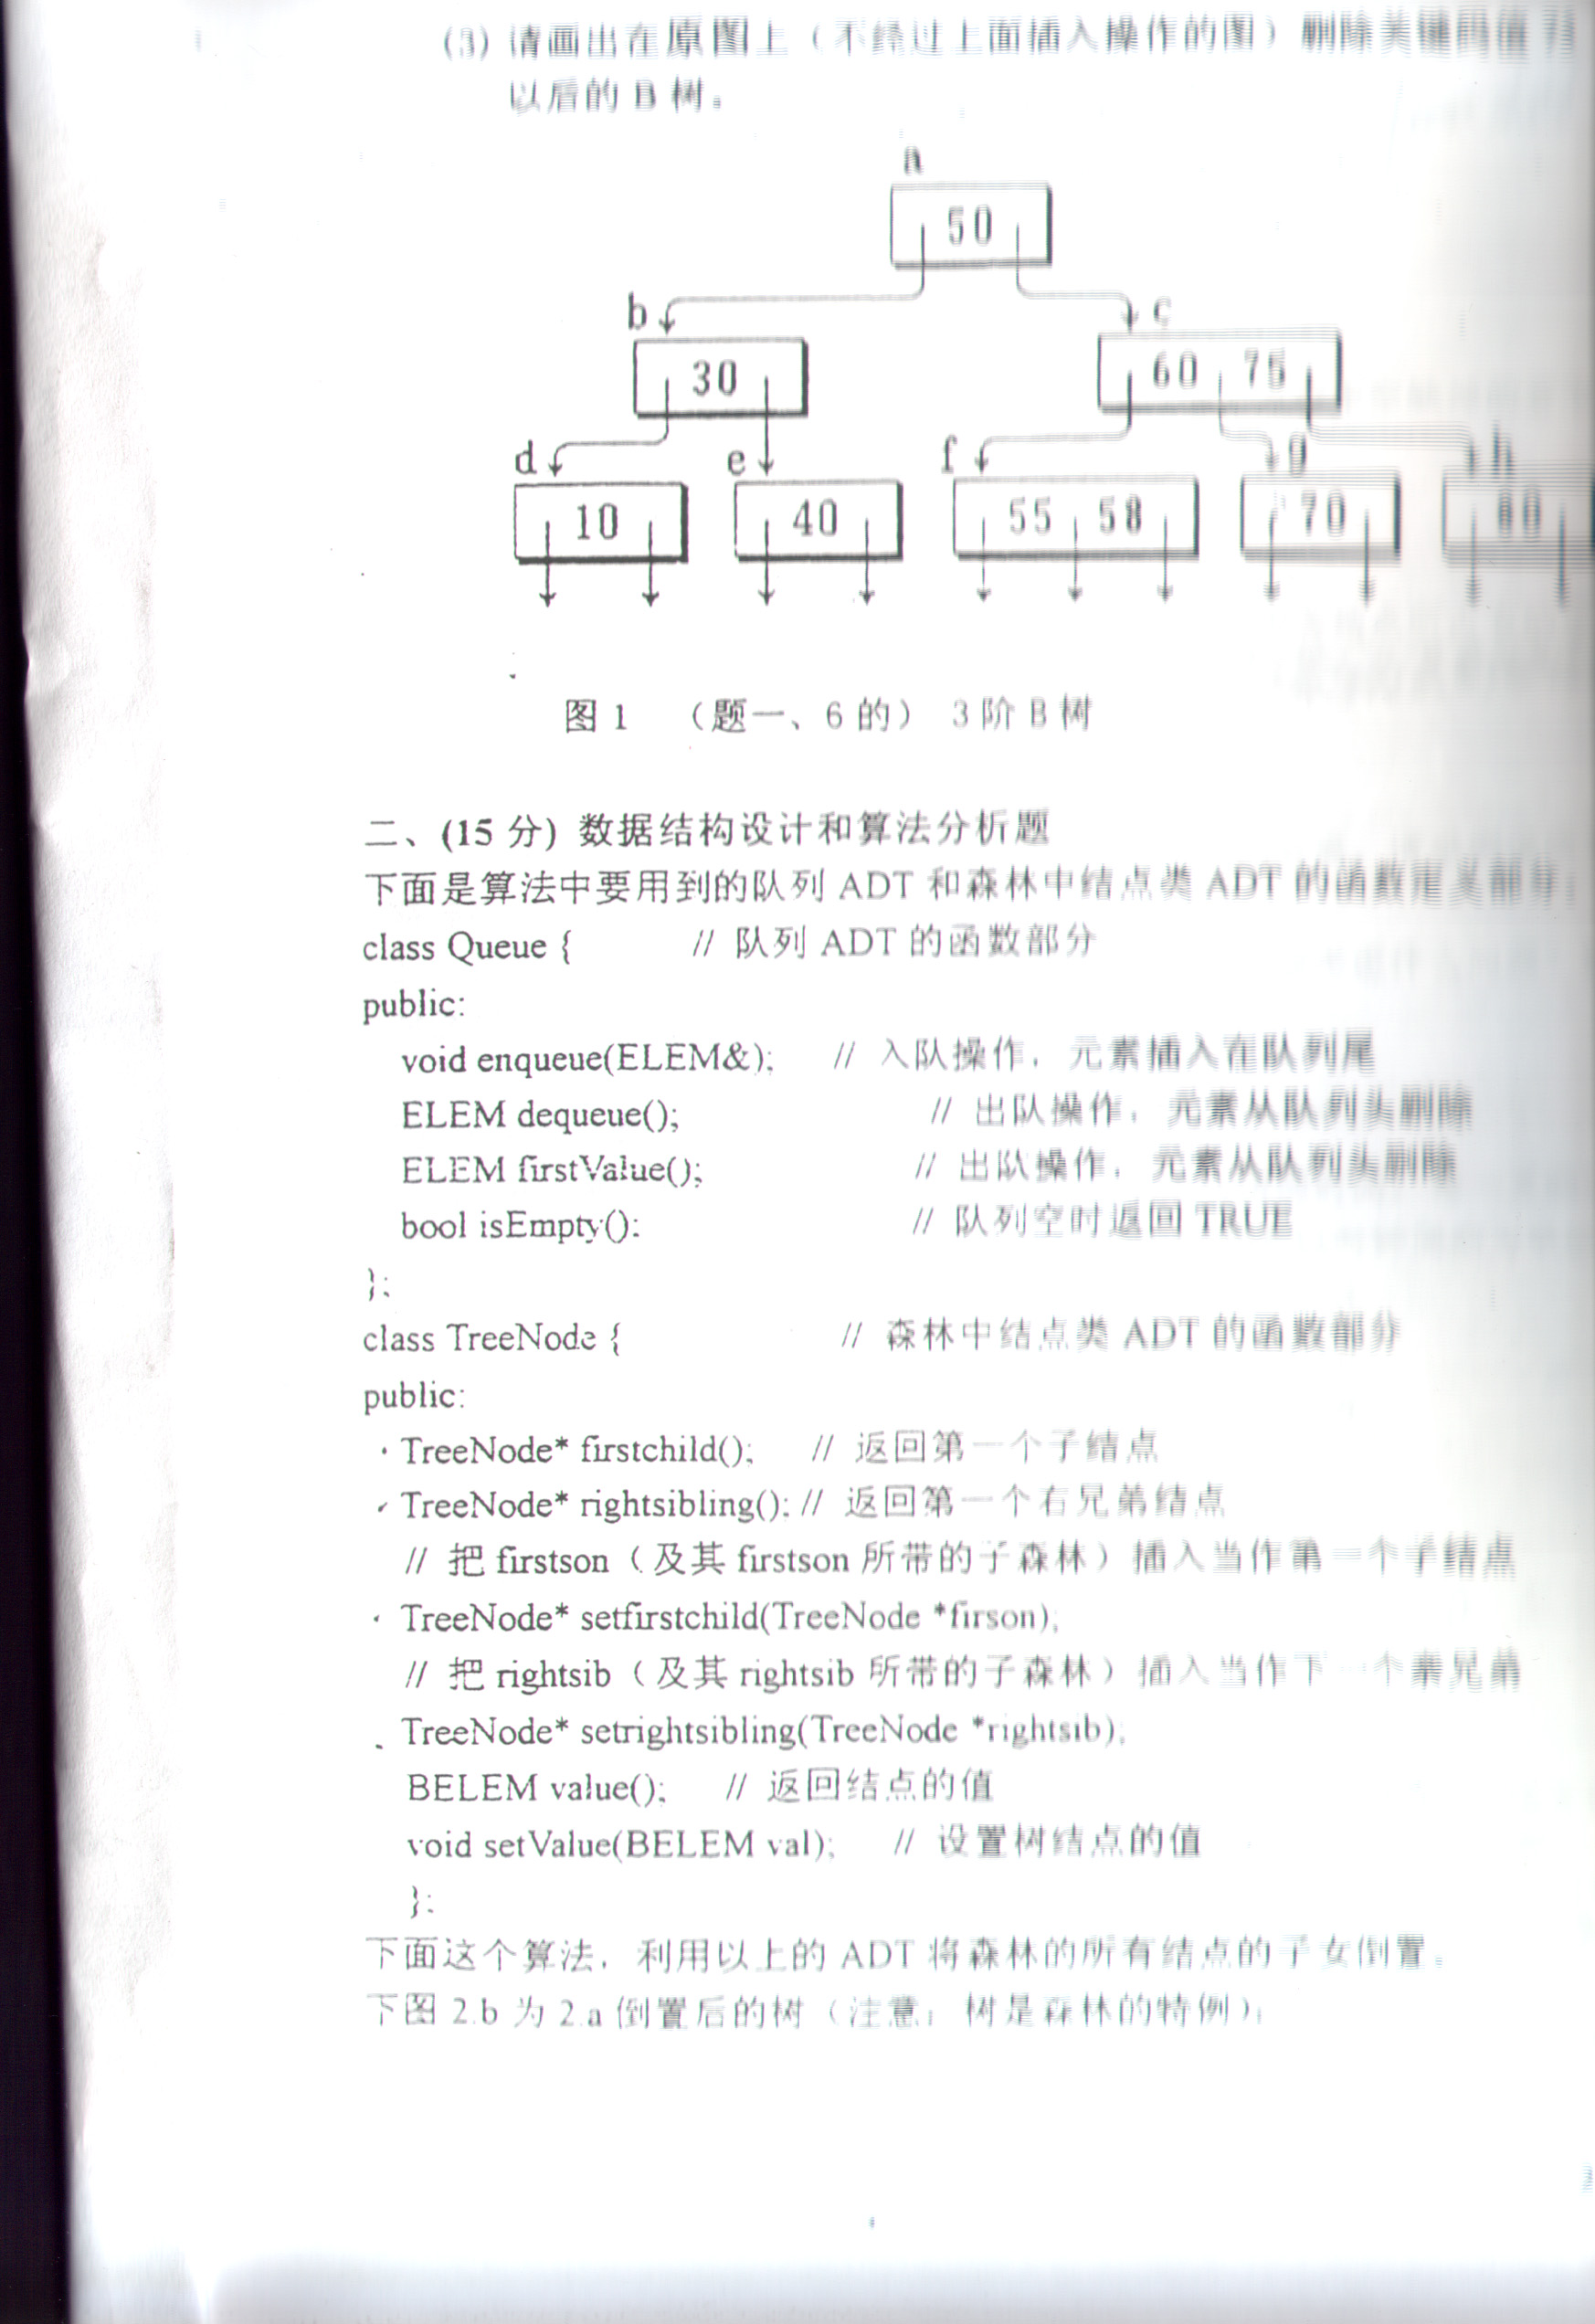 (3) 请画出在原图上（不经过上面插入操作的图）删除关键码值
以后的 B 树。
a
50
b
c
30
60 75
d
e
f
g
h
10
40
55 58
70
80
图 1 （题一、6 的） 3 阶 B 树
二、(15 分) 数据结构设计和算法分析题
下面是算法中要用到的队列 ADT 和森林中结点类 ADT 的函数定义部分:
class Queue { // 队列 ADT 的函数部分
public:
void enqueue(ELEM&); // 入队操作，元素插入在队列尾
ELEM dequeue(); // 出队操作，元素从队列头删除
ELEM firstValue(); // 出队操作，元素从队列头删除
bool isEmpty(); // 队列空时返回 TRUE
};
class TreeNode { // 森林中结点类 ADT 的函数部分
public:
TreeNode* firstchild(); // 返回第一个子结点
TreeNode* rightsibling(); // 返回第一个右兄弟结点
// 把 firstson（及其 firstson 所带的子森林）插入当作第一个子结点
TreeNode* setfirstchild(TreeNode *firson);
// 把 rightsib（及其 rightsib 所带的子森林）插入当作下一个亲兄弟
TreeNode* setrightsibling(TreeNode *rightsib);
BELEM value(); // 返回结点的值
void setValue(BELEM val); // 设置树结点的值
};
下面这个算法，利用以上的 ADT 将森林的所有结点的子女倒置。
下图 2.b 为 2.a 倒置后的树（注意：树是森林的特例）: